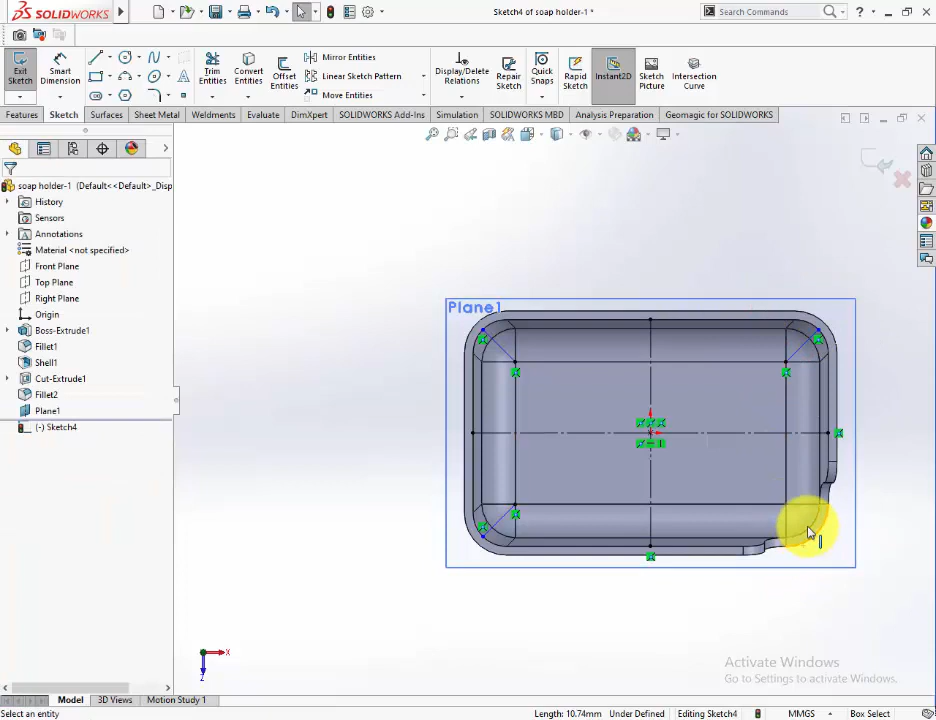 SOLIDWORKS
Sketch4 of soap holder-1 *
Search Commands
Exit Sketch
Smart Dimension
Trim Entities
Convert Entities
Offset Entities
Mirror Entities
Linear Sketch Pattern
Move Entities
Display/Delete Relations
Repair Sketch
Quick Snaps
Rapid Sketch
Instant2D
Sketch Picture
Intersection Curve
Features Sketch Surfaces Sheet Metal Weldments Evaluate DimXpert SOLIDWORKS Add-Ins Simulation SOLIDWORKS MBD Analysis Preparation Geomagic for SOLIDWORKS
soap holder-1 (Default<<Default>_Disp
History
Sensors
Annotations
Material <not specified>
Front Plane
Top Plane
Right Plane
Origin
Boss-Extrude1
Fillet1
Shell1
Cut-Extrude1
Fillet2
Plane1
(-) Sketch4
Plane1
X
Z
Activate Windows
Go to Settings to activate Windows.
Model 3D Views Motion Study 1
Select an entity Length: 10.74mm Under Defined Editing Sketch4 MMGS Box Select